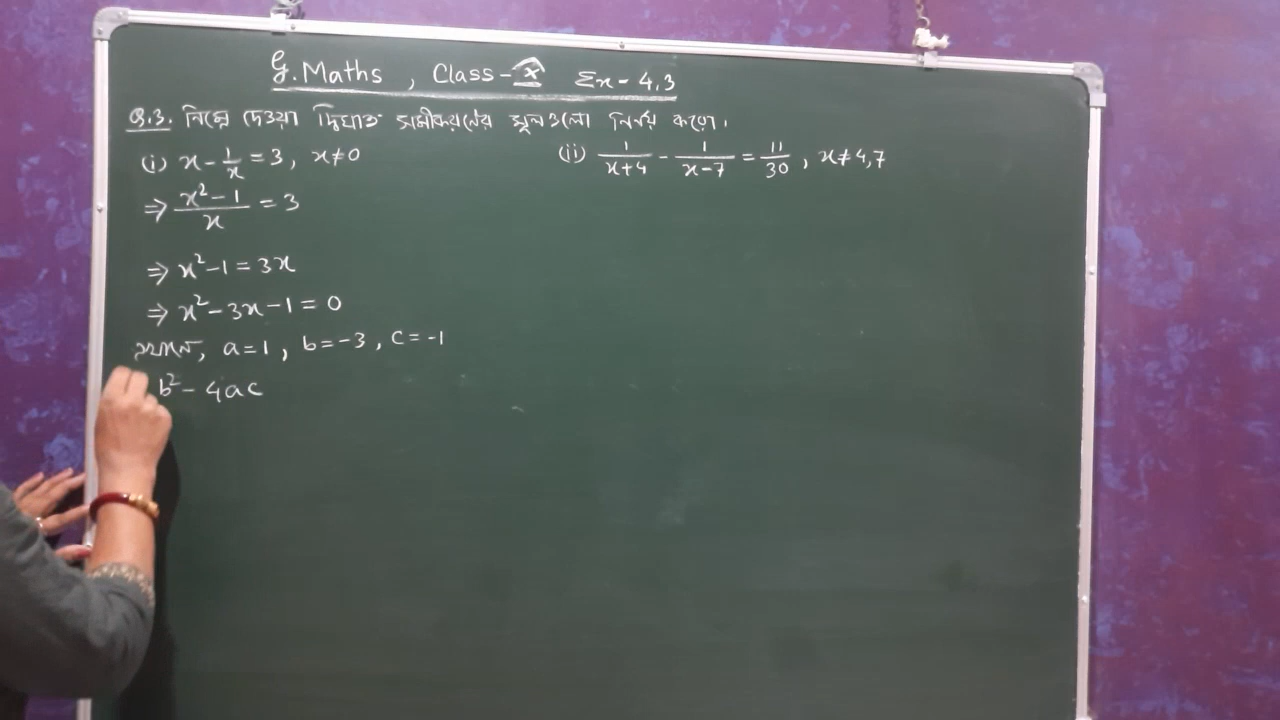 G. Maths , Class - X Ex - 4.3
Q.3. নিম্নে দেওয়া দ্বিঘাত সমীকরণের মূলগুলো নির্ণয় করো।
(i) x - 1/x = 3, x ≠ 0
(ii) 1/(x+4) - 1/(x-7) = 11/30 , x ≠ 4,7
⇒ (x² - 1)/x = 3
⇒ x² - 1 = 3x
⇒ x² - 3x - 1 = 0
a = 1 , b = -3 , c = -1
b² - 4ac